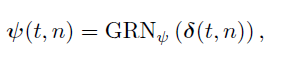 ψ(t, n) = GRN_ψ (δ(t, n)) ,